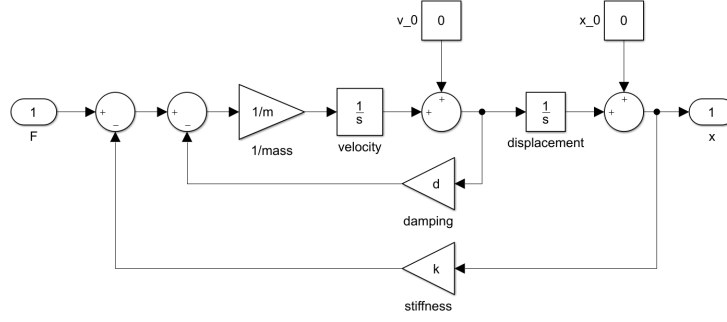 v_0
0
x_0
0
1
F
+
−
+
−
1/m
1/mass
1
s
velocity
+
+
1
s
displacement
+
+
1
x
d
damping
k
stiffness